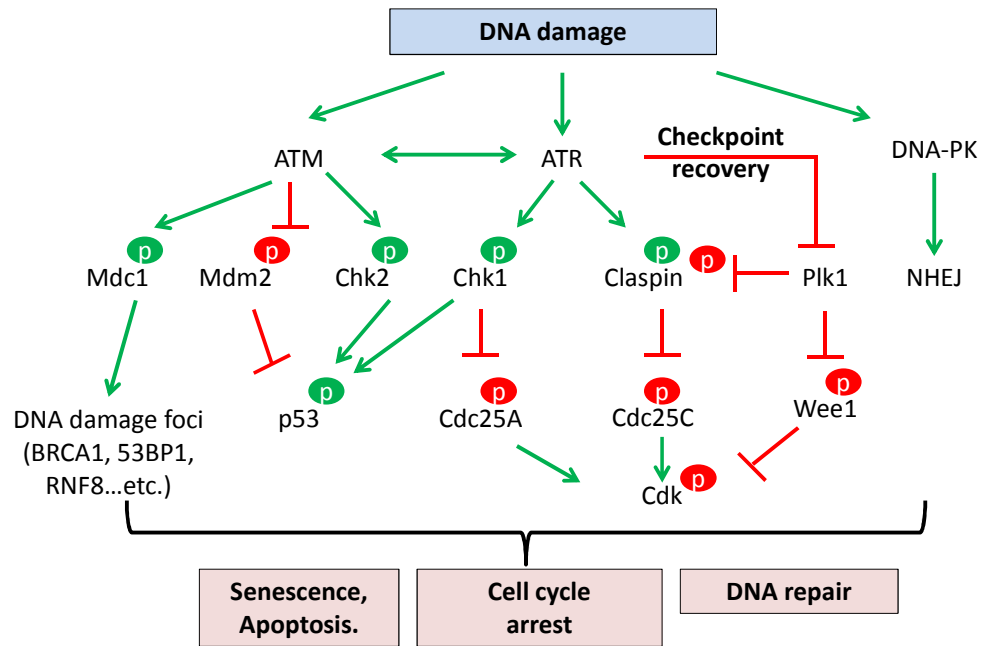 DNA damage
ATM
ATR
Checkpoint
recovery
DNA-PK
p
p
p
p
p
p
Mdc1
Mdm2
Chk2
Chk1
Claspin
Plk1
NHEJ
p
p
p
p
p53
Cdc25A
Cdc25C
Wee1
DNA damage foci
(BRCA1, 53BP1,
RNF8...etc.)
p
Cdk
Senescence,
Apoptosis.
Cell cycle
arrest
DNA repair